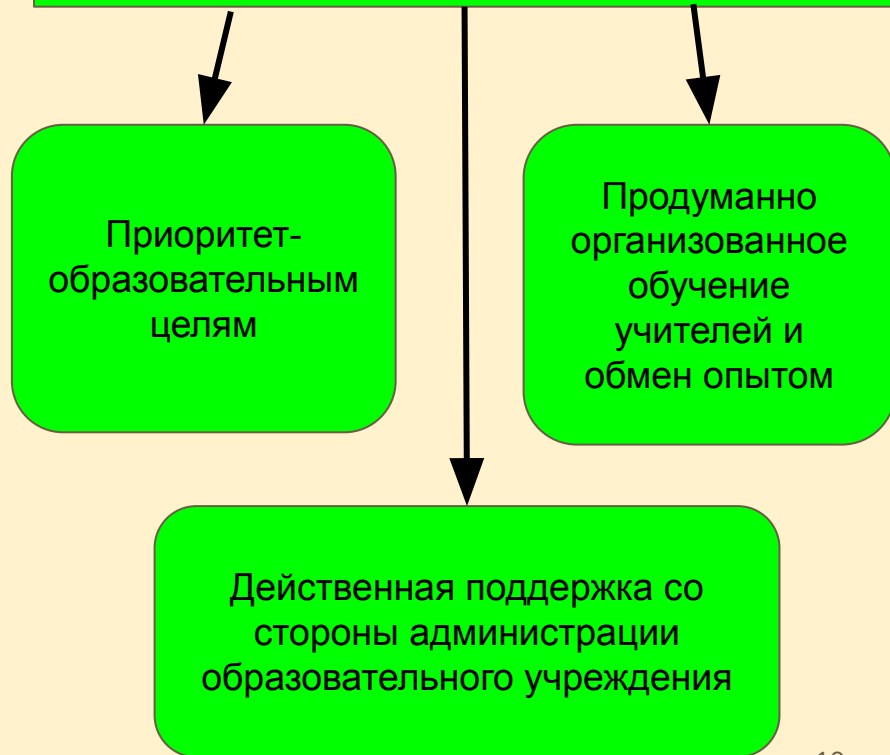 Приоритет-
образовательным
целям
Продуманно
организованное
обучение
учителей и
обмен опытом
Действенная поддержка со
стороны администрации
образовательного учреждения